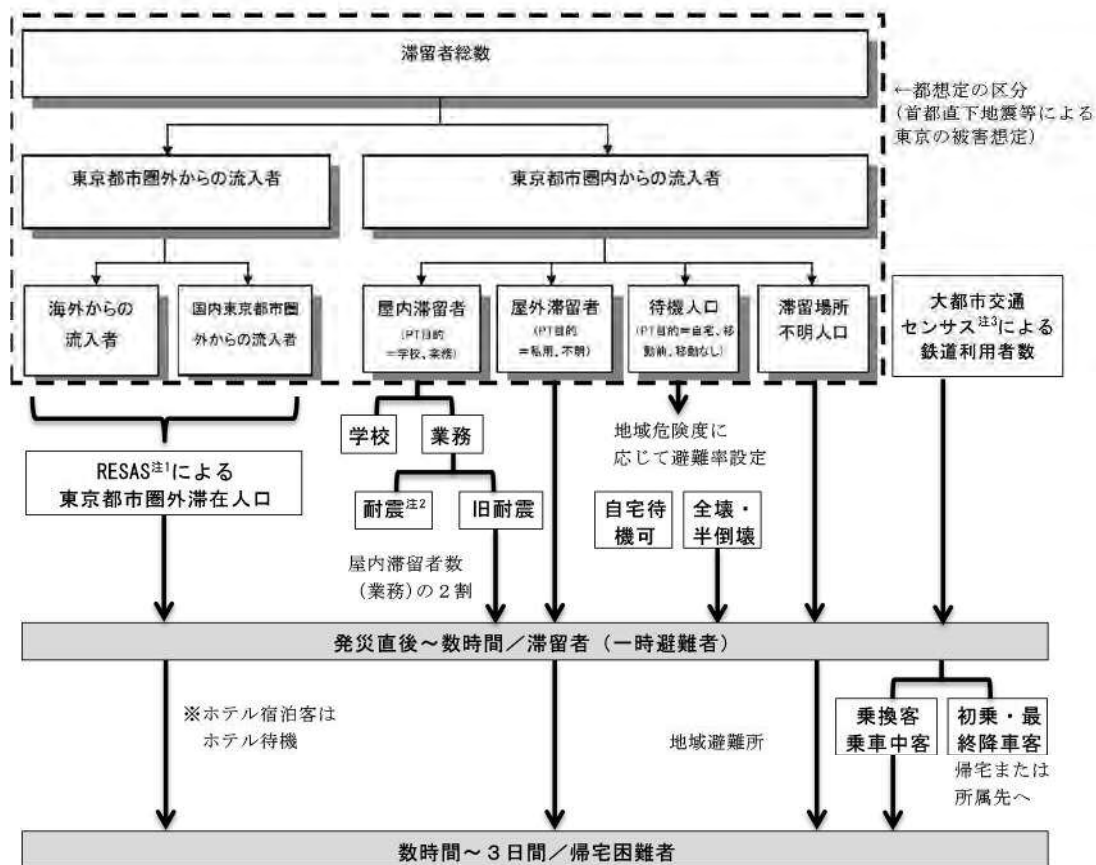 滞留者総数
←都想定の区分
(首都直下地震等による
東京の被害想定)
東京都市圏外からの流入者
東京都市圏内からの流入者
海外からの
流入者
国内東京都市圏
外からの流入者
屋内滞留者
(PT目的
=学校、業務)
屋外滞留者
(PT目的
=私用、不明)
待機人口
(PT目的=自宅、移
動前、移動なし)
滞留場所
不明人口
大都市交通
センサス注3による
鉄道利用者数
学校
業務
地域危険度に
応じて避難率設定
RESAS注1による
東京都市圏外滞在人口
耐震注2
旧耐震
自宅待
機可
全壊・
半倒壊
屋内滞留者数
(業務)の2割
発災直後～数時間／滞留者（一時避難者）
※ホテル宿泊客は
ホテル待機
地域避難所
乗換客
乗車中客
初乗・最
終降車客
帰宅または
所属先へ
数時間～3日間／帰宅困難者